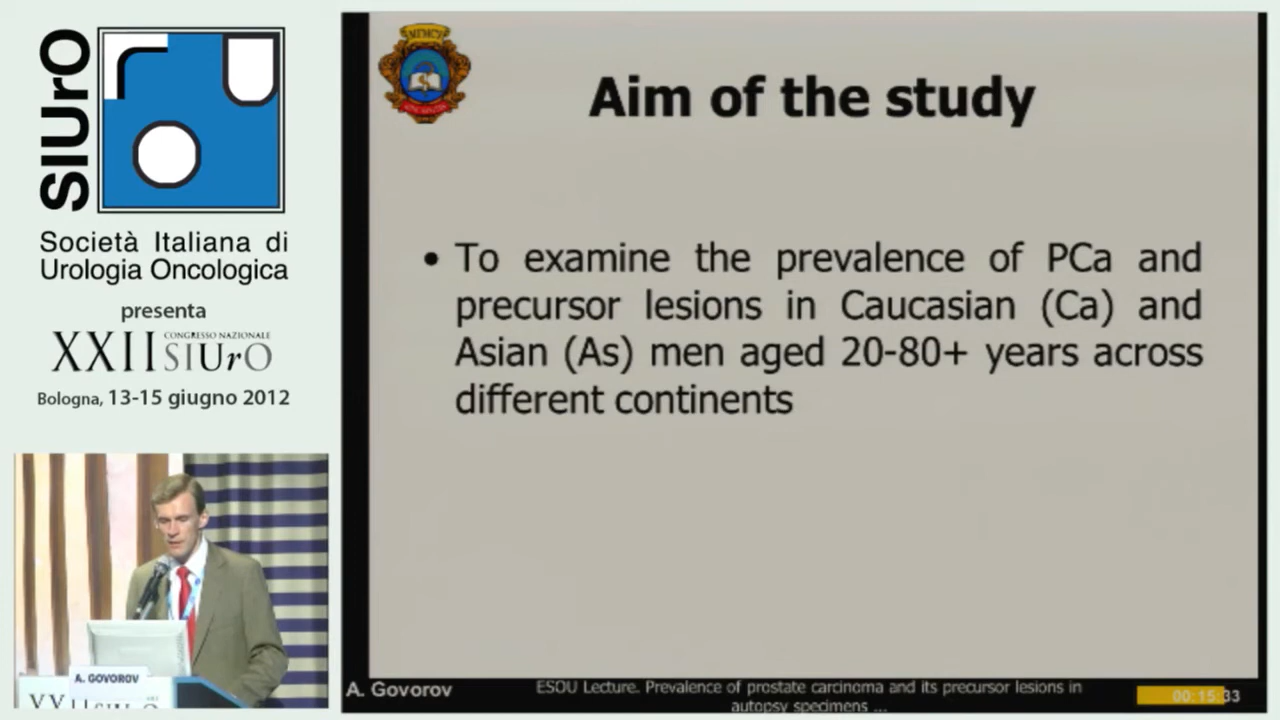 SIUrO
Società Italiana di
Urologia Oncologica
presenta
XXII CONGRESSO NAZIONALE
SIUrO
Bologna, 13-15 giugno 2012
A. GOVOROV
Aim of the study
• To examine the prevalence of PCa and
precursor lesions in Caucasian (Ca) and
Asian (As) men aged 20-80+ years across
different continents
A. Govorov
ESOU Lecture. Prevalence of prostate carcinoma and its precursor lesions in
autopsy specimens ...
00:15:33